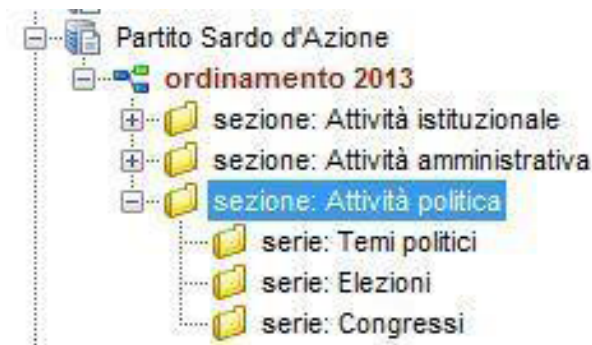 Partito Sardo d'Azione
ordinamento 2013
sezione: Attività istituzionale
sezione: Attività amministrativa
sezione: Attività politica
serie: Temi politici
serie: Elezioni
serie: Congressi